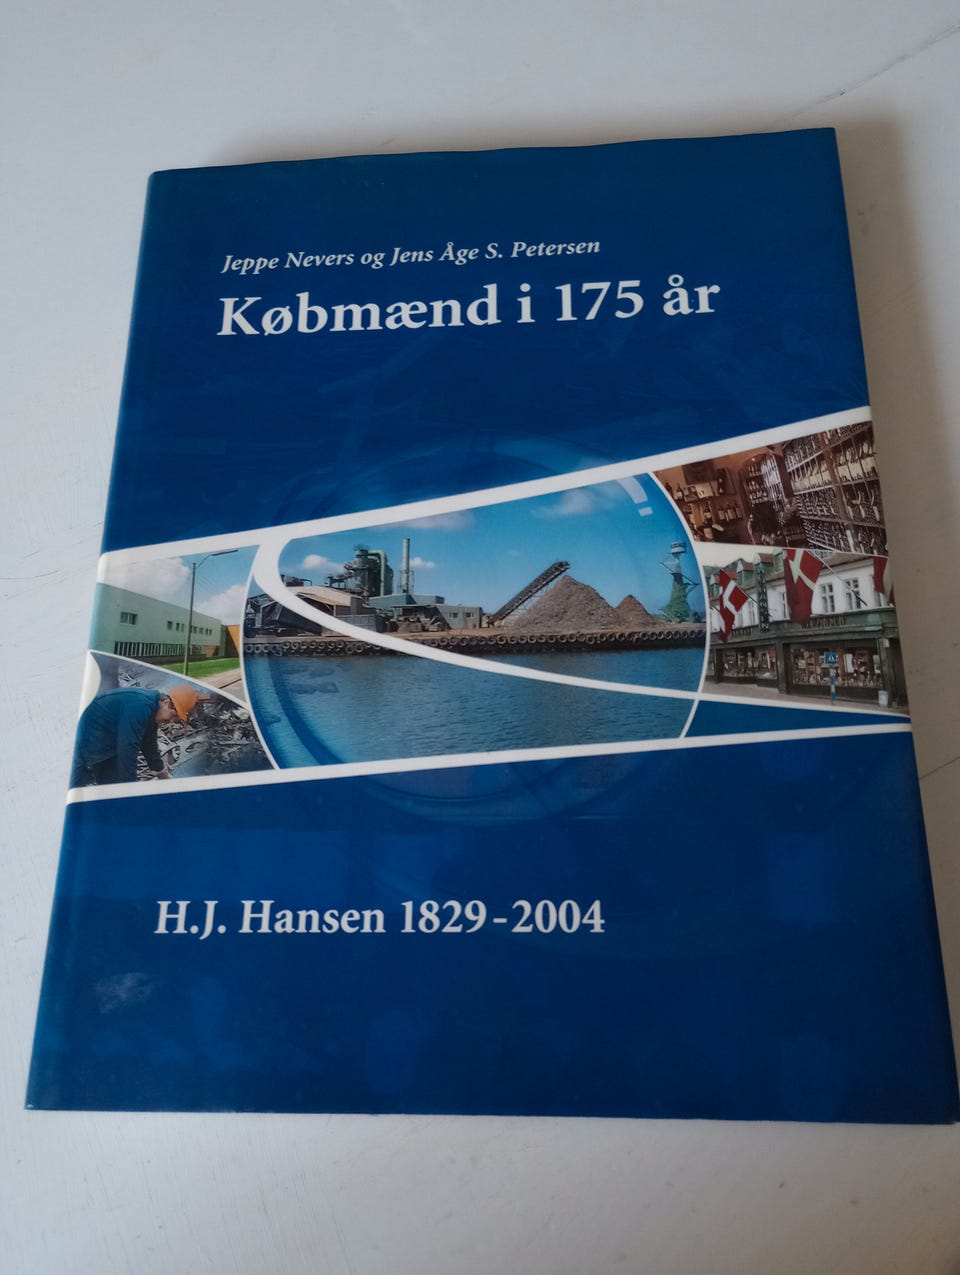 Jeppe Nevers og Jens Åge S. Petersen
Købmænd i 175 år
H.J. Hansen 1829-2004